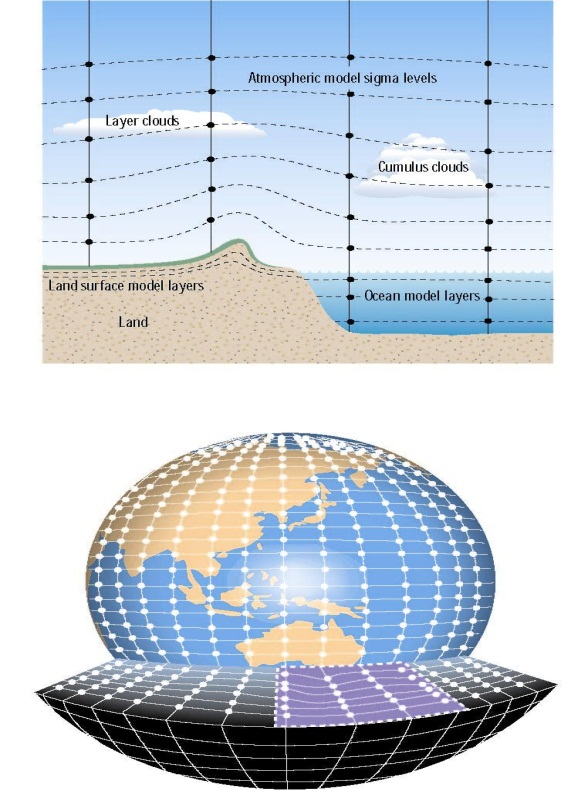 Atmospheric model sigma levels
Layer clouds
Cumulus clouds
Land surface model layers
Ocean model layers
Land